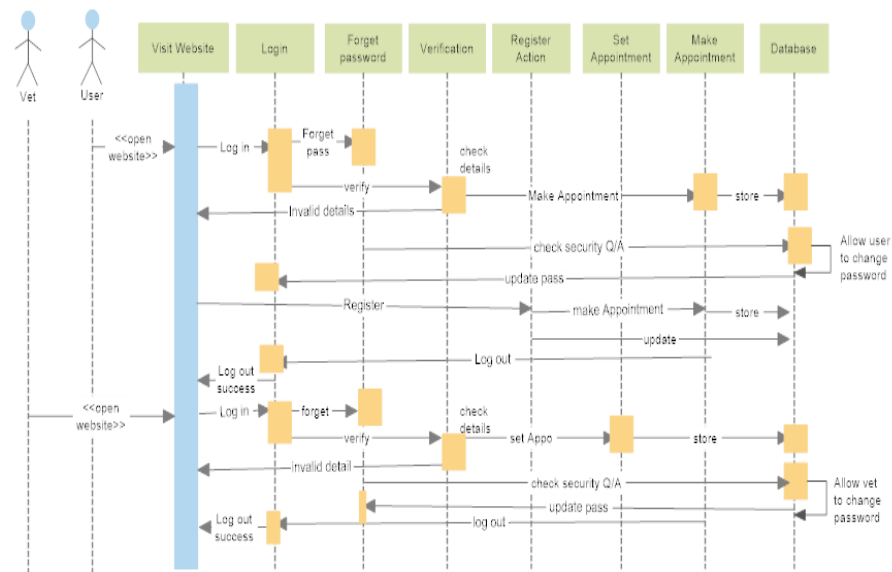 Visit Website
Login
Forget
password
Verification
Register
Action
Set
Appointment
Make
Appointment
Database
Vet
User
<<open
website>>
Log in
Forget
pass
check
details
verify
Make Appointment
store
Invalid details
check security Q/A
Allow user
to change
password
update pass
Register
make Appointment
store
update
Log out
Log out
success
<<open
website>>
Log in
forget
check
details
verify
set Appo
store
invalid detail
check security Q/A
Allow vet
to change
password
update pass
Log out
success
log out